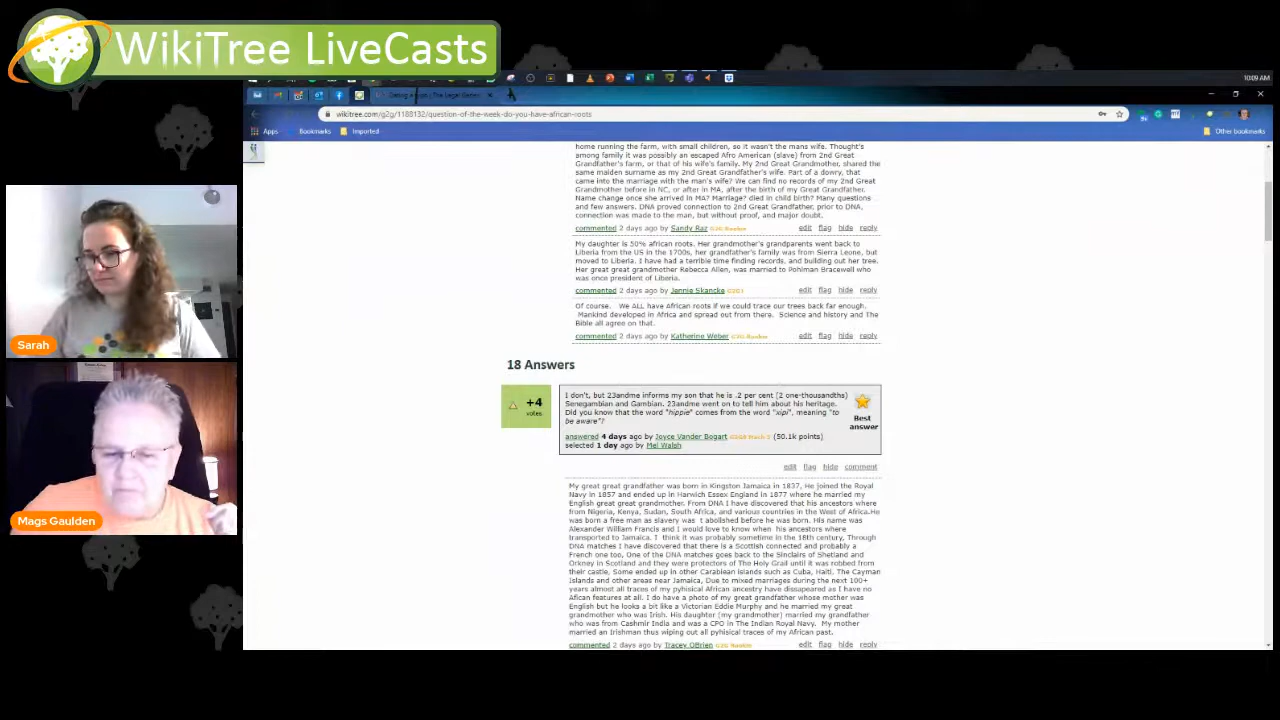 WikiTree LiveCasts
10:09 AM
wikitree.com/g2g/1188132/question-of-the-week-do-you-have-african-roots
Apps Bookmarks Imported Other bookmarks
home running the farm, with small children, so it wasn't the mans wife. Thought's
among family it was possibly an escaped Afro American (slave) from 2nd Great
Grandfather's farm, or that of his wife's family. My 2nd Great Grandmother, shared the
same maiden surname as my 2nd Great Grandfather's wife. Part of a dowry, that
came into the marriage with the man's wife? We can find no records of my 2nd Great
Grandmother before in NC, or after in MA, after the birth of my Great Grandfather.
Name change once she arrived in MA? Marriage? died in child birth? Many questions
and few answers. DNA proved connection to 2nd Great Grandfather, prior to DNA,
connection was made to the man, but without proof, and major doubt.
commented 2 days ago by Sandy Raz edit flag hide reply
My daughter is 50% african roots. Her grandmother's grandparents went back to
Liberia from the US in the 1700s, her grandfather's family was from Sierra Leone, but
moved to Liberia. I have had a terrible time finding records, and building out her tree.
Her great great grandmother Rebecca Allen, was married to Pohlman Bracewell who
was once president of Liberia.
commented 2 days ago by Jennie Skancke edit flag hide reply
Of course. We ALL have African roots if we could trace our trees back far enough.
Mankind developed in Africa and spread out from there. Science and history and The
Bible all agree on that.
commented 2 days ago by Katherine Weber edit flag hide reply
18 Answers
+4
votes
I don't, but 23andme informs my son that he is .2 per cent [2 one-thousandths)
Senegambian and Gambian. 23andme went on to tell him about his heritage.
Did you know that the word "hippie" comes from the word "xipi", meaning "to
be aware"?
Best
answer
answered 4 days ago by Joyce Vander Bogart (50.1k points)
selected 1 day ago by Mel Walsh
edit flag hide comment
My great great grandfather was born in Kingston Jamaica in 1837, He joined the Royal
Navy in 1857 and ended up in Harwich Essex England in 1877 where he married my
English great great grandmother. From DNA I have discovered that his ancestors where
from Nigeria, Kenya, Sudan, South Africa, and various countries in the West of Africa.He
was born a free man as slavery was t abolished before he was born. His name was
Alexander William Francis and I would love to know when his ancestors where
transported to Jamaica. I think it was probably sometime in the 18th century, Through
DNA matches I have discovered that there is a Scottish connected and probably a
French one too, One of the DNA matches goes back to the Sinclairs of Shetland and
Orkney in Scotland and they were protectors of The Holy Grail until it was robbed from
their castle, Some ended up in other Carabiean islands such as Cuba, Haiti, The Cayman
Islands and other areas near Jamaica, Due to mixed marriages during the next 100+
years almost all traces of my pyhisical African ancestry have dissapeared as I have no
Afican features at all. I do have a photo of my great grandfather whose mother was
English but he looks a bit like a Victorian Eddie Murphy and he married my great
grandmother who was Irish. His daughter (my grandmother) married my grandfather
who was from Cashmir India and was a CPO in The Indian Royal Navy. My mother
married an Irishman thus wiping out all pyhisical traces of my African past.
commented 2 days ago by Tracey OBrien edit flag hide reply
Sarah
Mags Gaulden